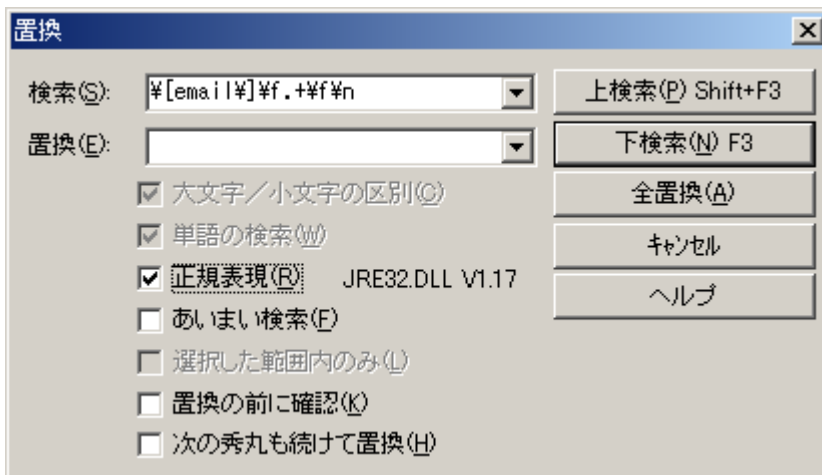 置換
検索(S): ¥[email¥]¥f.+¥f¥n 上検索(P) Shift+F3
置換(E): 下検索(N) F3
大文字/小文字の区別(C) 全置換(A)
単語の検索(W) キャンセル
正規表現(R) JRE32.DLL V1.17 ヘルプ
あいまい検索(F)
選択した範囲内のみ(L)
置換の前に確認(K)
次の秀丸も続けて置換(H)